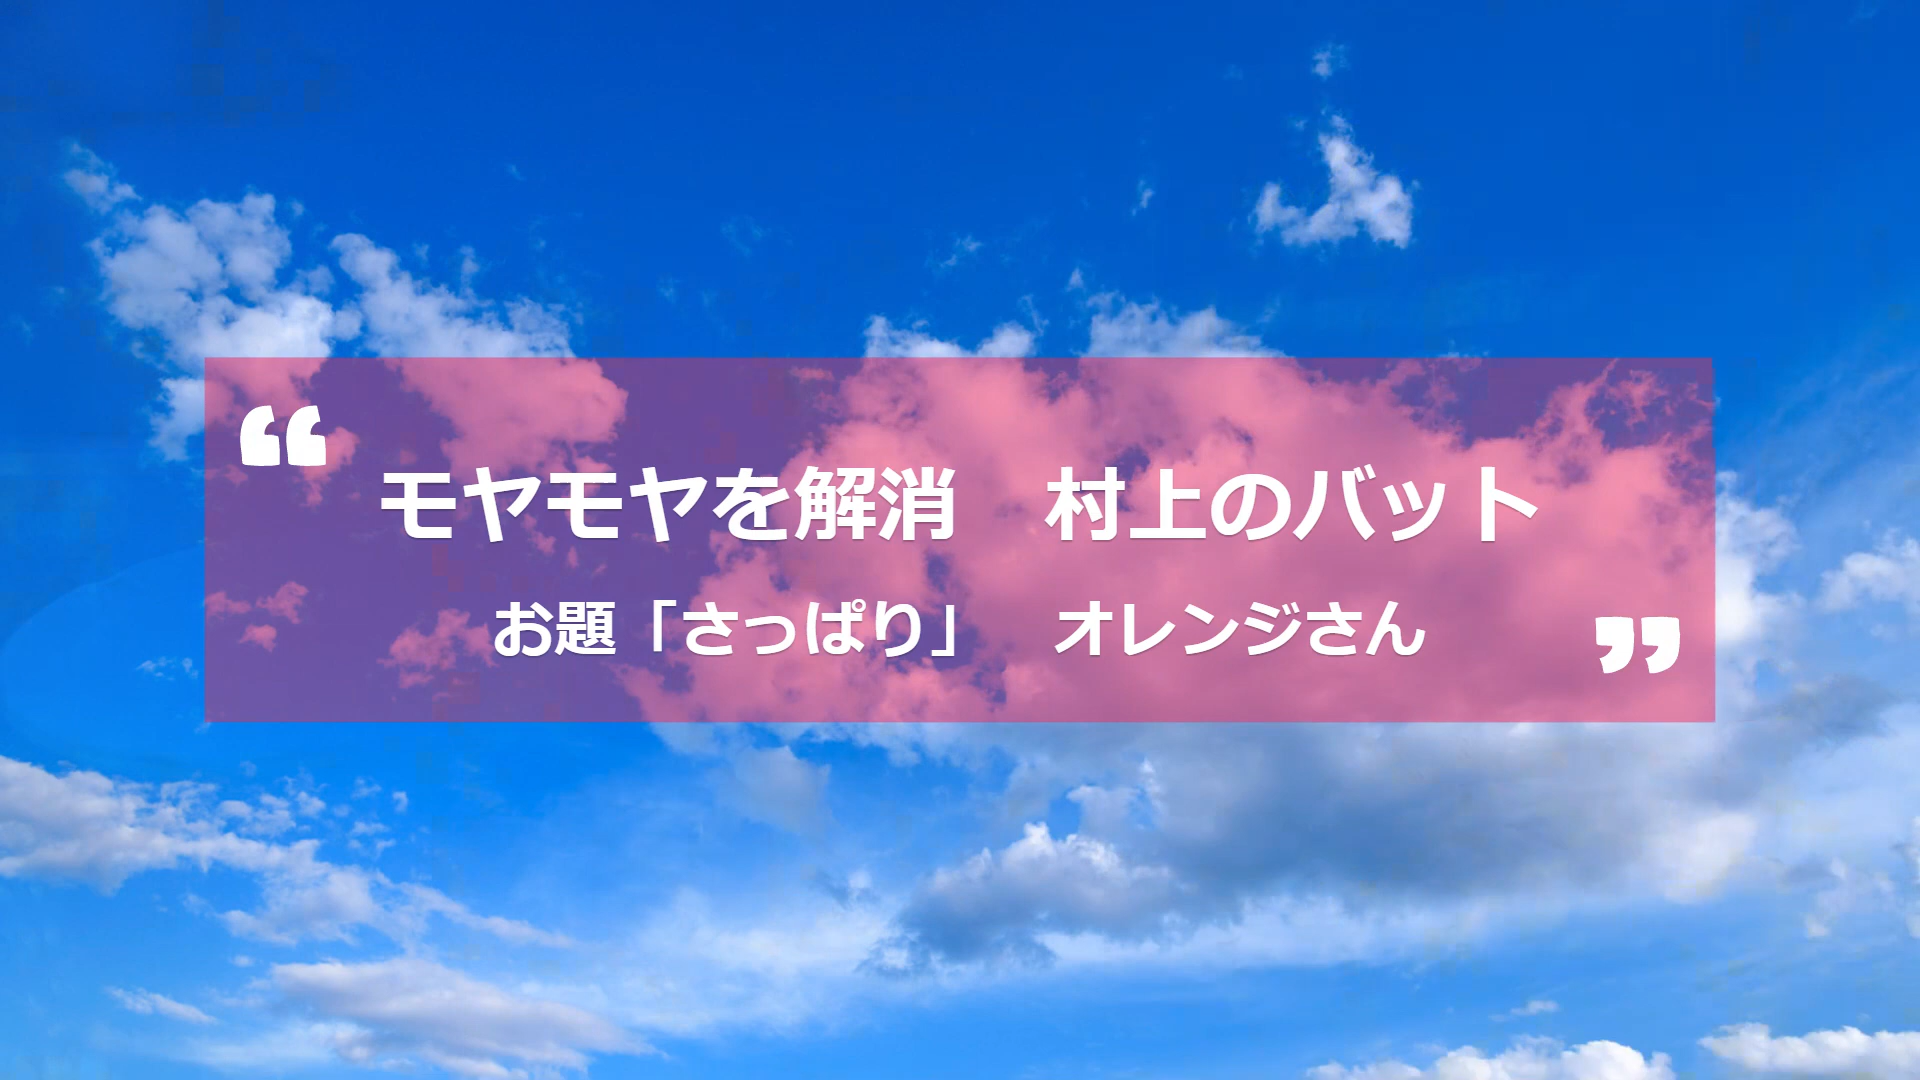 “
モヤモヤを解消　村上のバット
お題「さっぱり」　オレンジさん
”